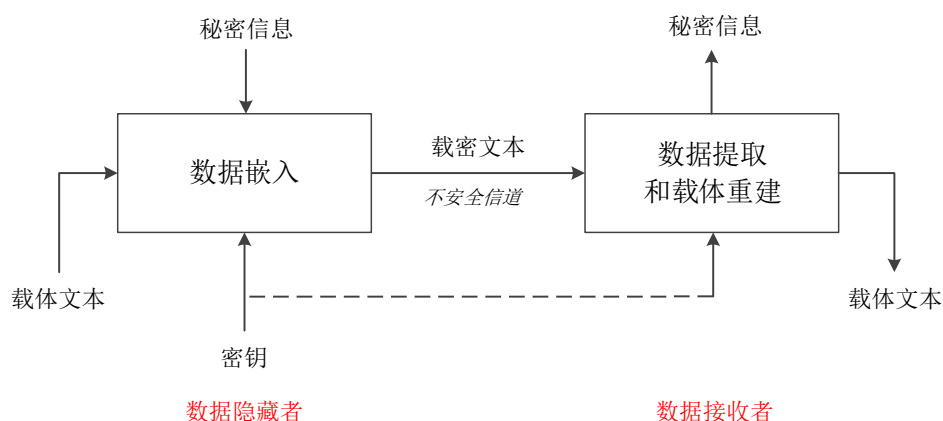 秘密信息
秘密信息
数据嵌入
载密文本
不安全信道
数据提取
和载体重建
载体文本
载体文本
密钥
数据隐藏者
数据接收者